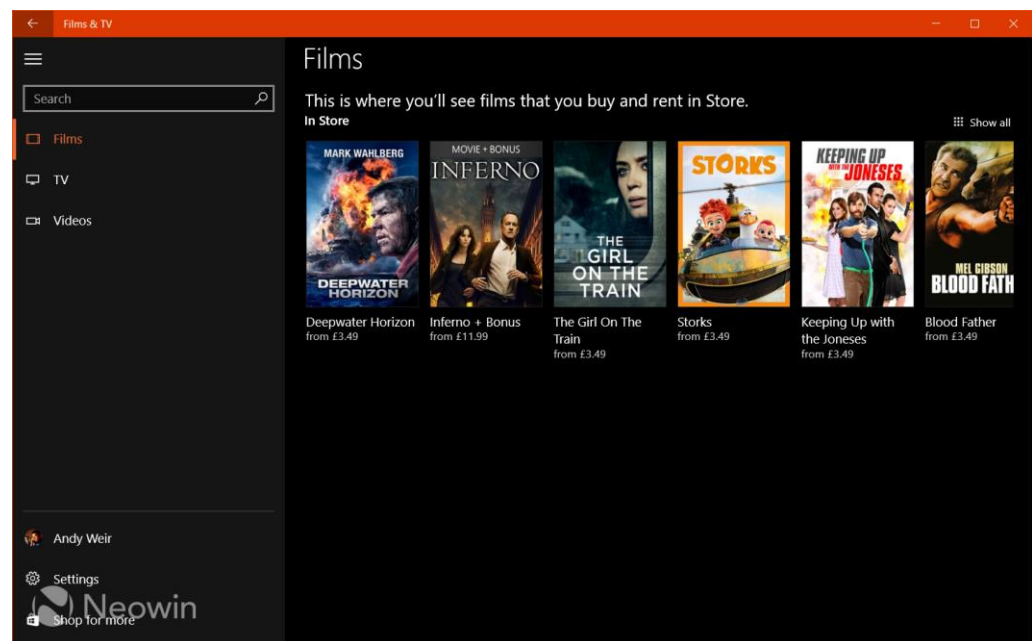 Films & TV
Search
Films
TV
Videos
Andy Weir
Settings
Shop for more
Neowin
Films
This is where you'll see films that you buy and rent in Store.
In Store
Show all
MARK WAHLBERG
DEEPWATER
HORIZON
Deepwater Horizon
from £3.49
MOVIE + BONUS
INFERNO
Inferno + Bonus
from £11.99
THE
GIRL
ON THE
TRAIN
The Girl On The
Train
from £3.49
STORKS
Storks
from £3.49
KEEPING UP
WITH THE JONESES
Keeping Up with
the Joneses
from £3.49
MEL GIBSON
BLOOD FATH
Blood Father
from £3.49